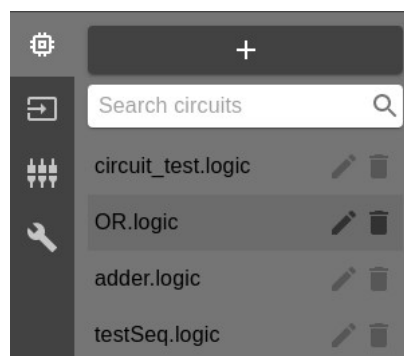 +
Search circuits
circuit_test.logic
OR.logic
adder.logic
testSeq.logic